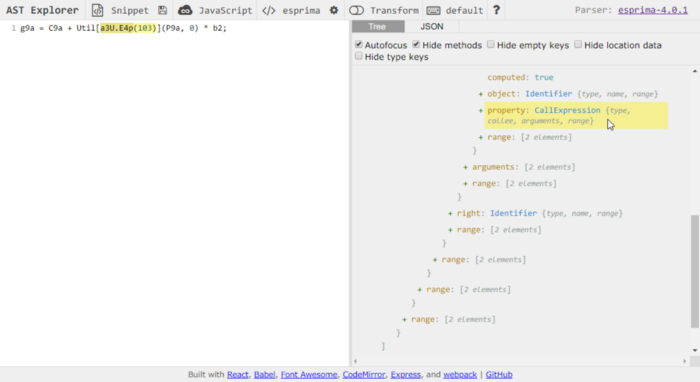 AST Explorer Snippet JavaScript </> esprima Transform default ? Parser: esprima-4.0.1
1 g9a = C9a + Util[a3U.E4p(103)](P9a, 0) * b2;
Tree JSON
Autofocus Hide methods Hide empty keys Hide location data
Hide type keys
computed: true
+ object: Identifier {type, name, range}
+ property: CallExpression {type,
callee, arguments, range}
+ range: [2 elements]
}
+ arguments: [2 elements]
+ range: [2 elements]
}
+ right: Identifier {type, name, range}
+ range: [2 elements]
}
+ range: [2 elements]
}
+ range: [2 elements]
}
+ range: [2 elements]
}
]
Built with React, Babel, Font Awesome, CodeMirror, Express, and webpack | GitHub